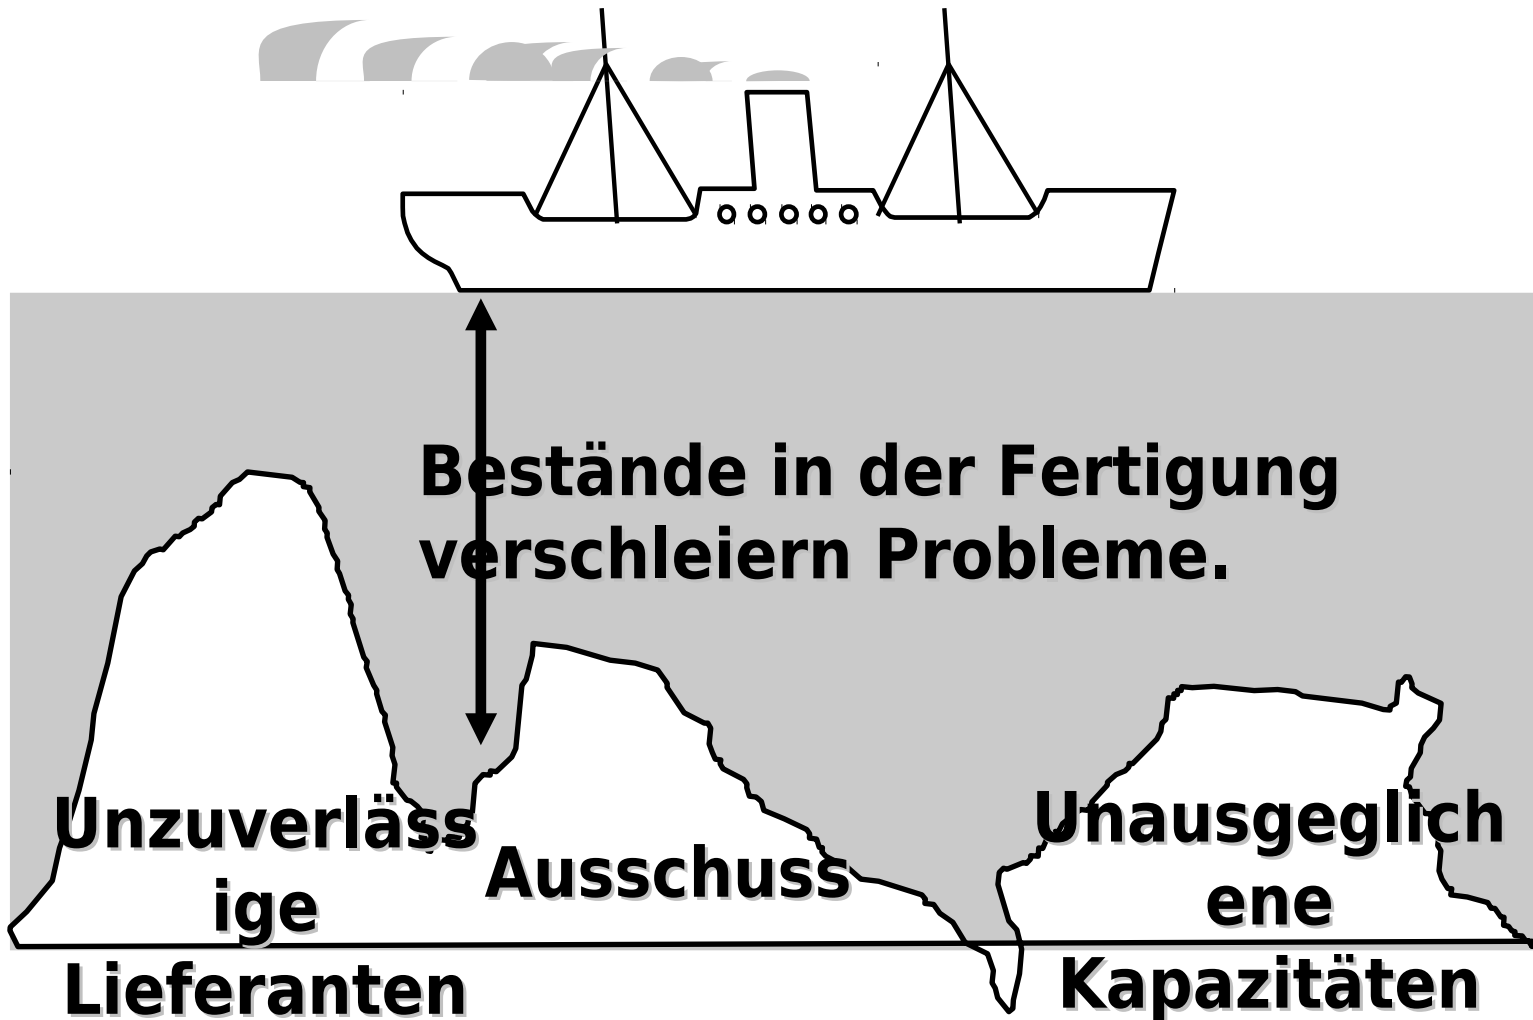 Bestände in der Fertigung
verschleiern Probleme.
Unzuverläss
ige
Lieferanten
Ausschuss
Unausgeglich
ene
Kapazitäten